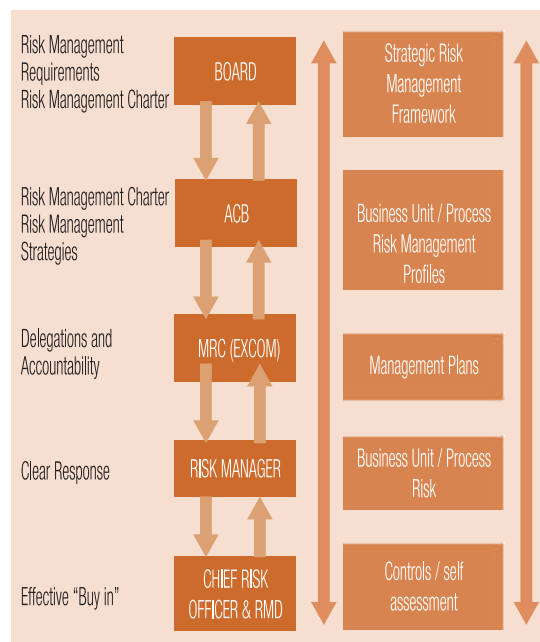 Risk Management
Requirements
Risk Management Charter
BOARD
Strategic Risk
Management
Framework
Risk Management Charter
Risk Management
Strategies
ACB
Business Unit / Process
Risk Management
Profiles
Delegations and
Accountability
MRC (EXCOM)
Management Plans
Clear Response
RISK MANAGER
Business Unit / Process
Risk
Effective “Buy in”
CHIEF RISK
OFFICER & RMD
Controls / self
assessment